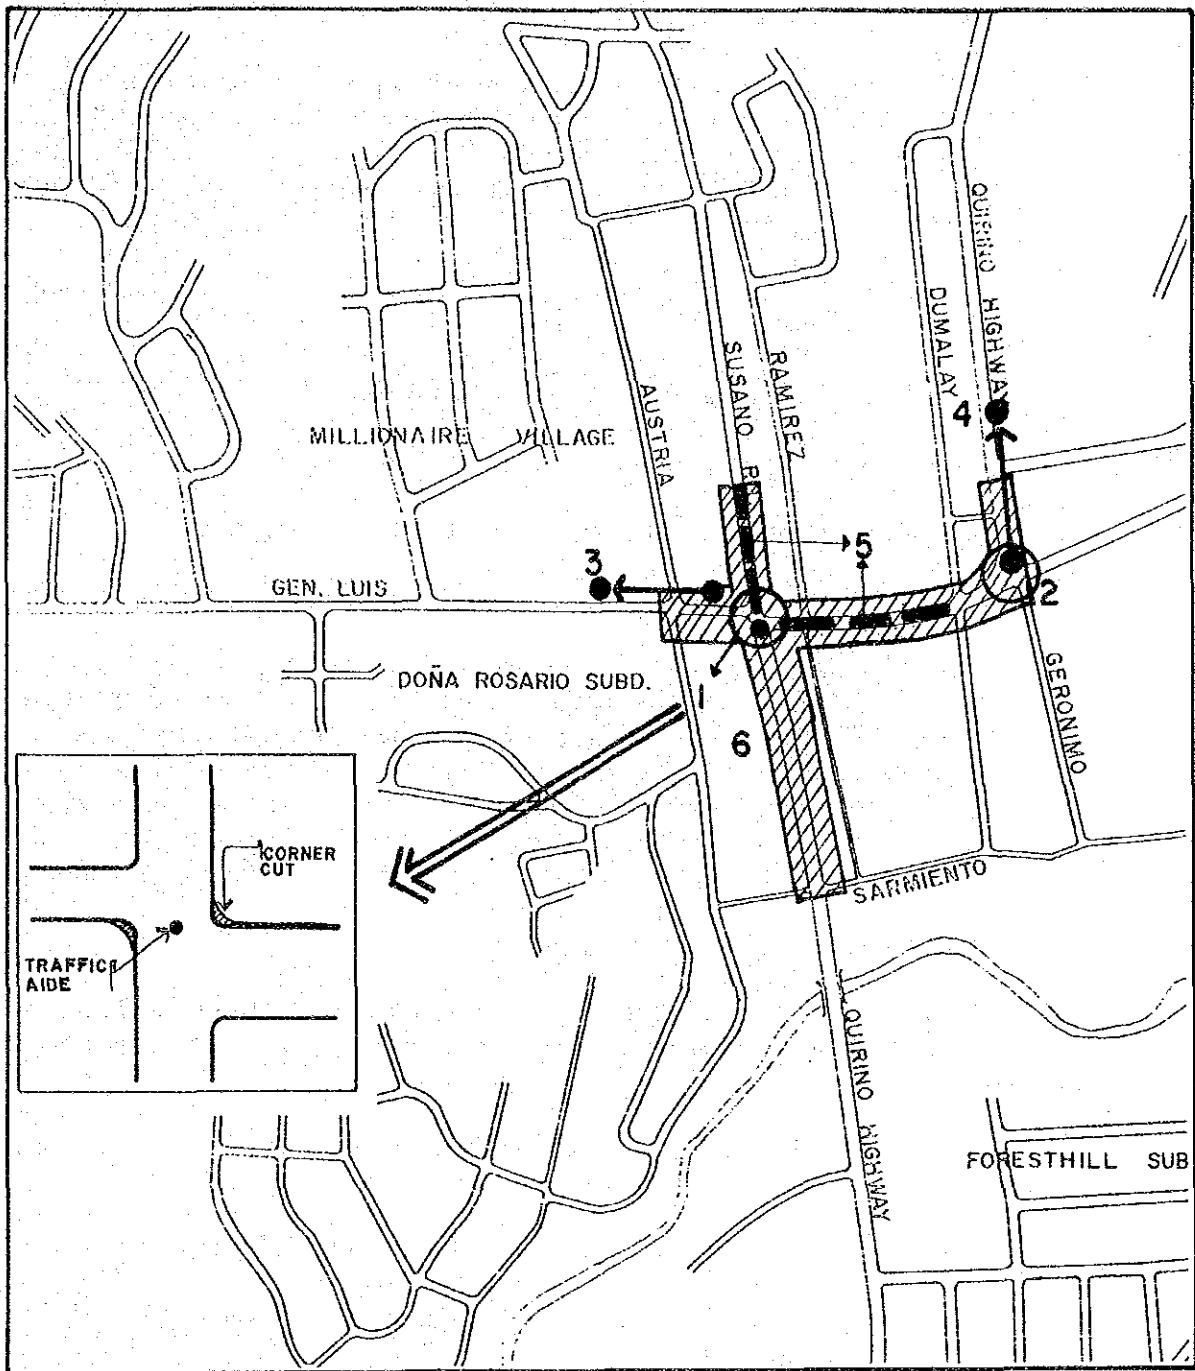 QUIRINO HIGHWAY
DUMALAY
SUSANO RD.
RAMIREZ
AUSTRIA
4
MILLIONAIRE VILLAGE
5
3
GEN. LUIS
2
DOÑA ROSARIO SUBD.
1
GERONIMO
6
CORNER
CUT
SARMIENTO
TRAFFIC
AIDE
QUIRINO HIGHWAY
FORESTHILL SUB